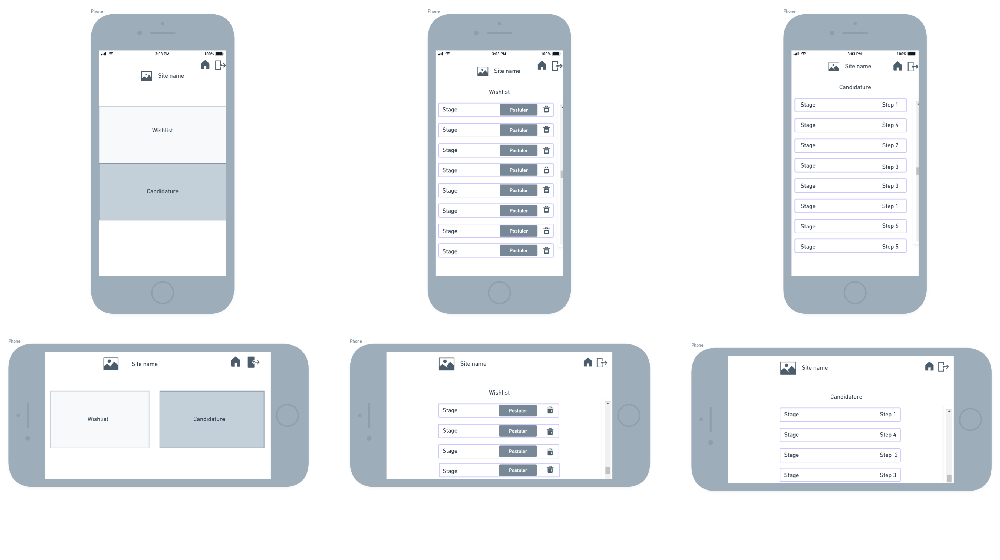 Phone
3:03 PM
100%
Site name
Wishlist
Candidature
Phone
3:03 PM
100%
Site name
Wishlist
Stage Postuler
Stage Postuler
Stage Postuler
Stage Postuler
Stage Postuler
Stage Postuler
Stage Postuler
Stage Postuler
Phone
3:03 PM
100%
Site name
Candidature
Stage Step 1
Stage Step 4
Stage Step 2
Stage Step 3
Stage Step 3
Stage Step 1
Stage Step 6
Stage Step 5
Phone
Site name
Wishlist
Candidature
Phone
Site name
Wishlist
Stage Postuler
Stage Postuler
Stage Postuler
Stage Postuler
Phone
Site name
Candidature
Stage Step 1
Stage Step 4
Stage Step 2
Stage Step 3